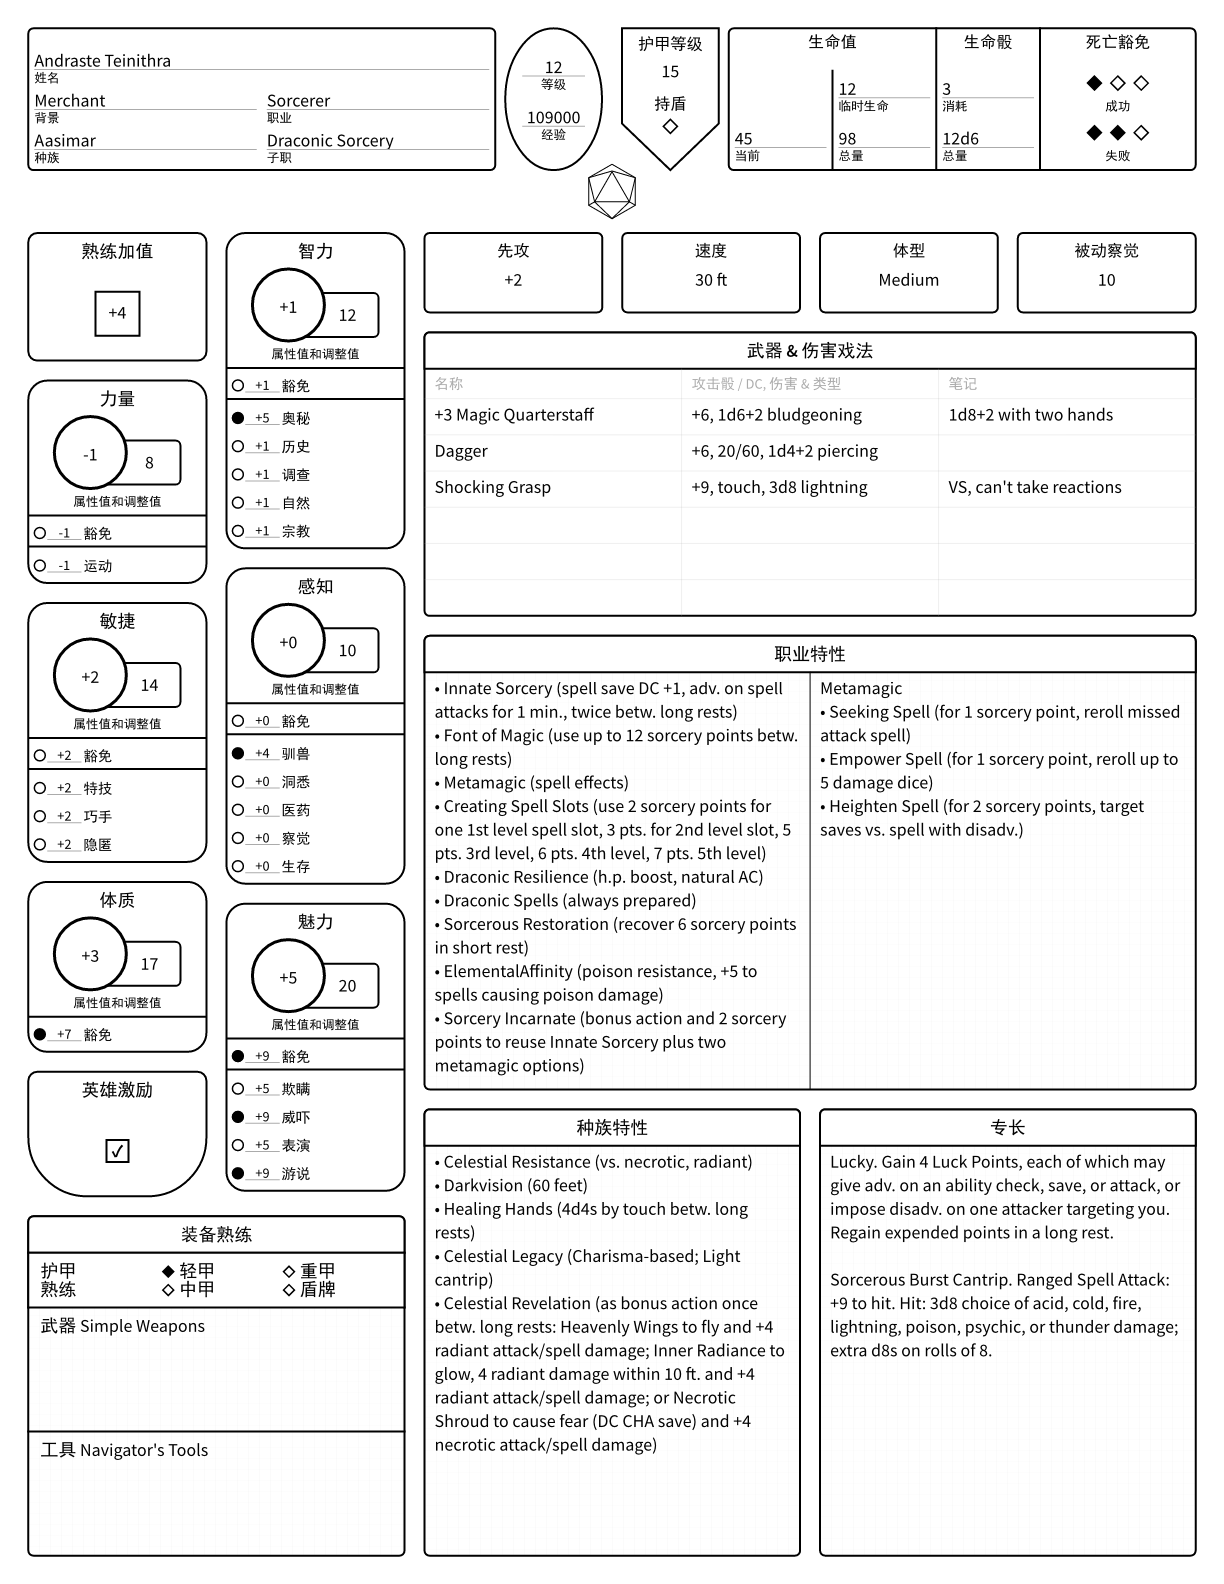 Andraste Teinithra
姓名
Merchant
背景
Sorcerer
职业
Aasimar
种族
Draconic Sorcery
子职
12
等级
109000
经验
护甲等级
15
持盾
生命值
12
临时生命
45
当前
98
总量
生命骰
3
消耗
12d6
总量
死亡豁免
成功
失败
熟练加值
+4
力量
-1
8
属性值和调整值
-1 豁免
-1 运动
敏捷
+2
14
属性值和调整值
+2 豁免
+2 特技
+2 巧手
+2 隐匿
体质
+3
17
属性值和调整值
+7 豁免
英雄激励
✓
智力
+1
12
属性值和调整值
+1 豁免
+5 奥秘
+1 历史
+1 调查
+1 自然
+1 宗教
感知
+0
10
属性值和调整值
+0 豁免
+4 驯兽
+0 洞悉
+0 医药
+0 察觉
+0 生存
魅力
+5
20
属性值和调整值
+9 豁免
+5 欺瞒
+9 威吓
+5 表演
+9 游说
装备熟练
护甲
熟练
轻甲
重甲
中甲
盾牌
武器 Simple Weapons
工具 Navigator's Tools
先攻
+2
速度
30 ft
体型
Medium
被动察觉
10
武器 & 伤害戏法
名称 攻击骰 / DC, 伤害 & 类型 笔记
+3 Magic Quarterstaff +6, 1d6+2 bludgeoning 1d8+2 with two hands
Dagger +6, 20/60, 1d4+2 piercing
Shocking Grasp +9, touch, 3d8 lightning VS, can't take reactions
职业特性
• Innate Sorcery (spell save DC +1, adv. on spell
attacks for 1 min., twice betw. long rests)
• Font of Magic (use up to 12 sorcery points betw.
long rests)
• Metamagic (spell effects)
• Creating Spell Slots (use 2 sorcery points for
one 1st level spell slot, 3 pts. for 2nd level slot, 5
pts. 3rd level, 6 pts. 4th level, 7 pts. 5th level)
• Draconic Resilience (h.p. boost, natural AC)
• Draconic Spells (always prepared)
• Sorcerous Restoration (recover 6 sorcery points
in short rest)
• ElementalAffinity (poison resistance, +5 to
spells causing poison damage)
• Sorcery Incarnate (bonus action and 2 sorcery
points to reuse Innate Sorcery plus two
metamagic options)
Metamagic
• Seeking Spell (for 1 sorcery point, reroll missed
attack spell)
• Empower Spell (for 1 sorcery point, reroll up to
5 damage dice)
• Heighten Spell (for 2 sorcery points, target
saves vs. spell with disadv.)
种族特性
• Celestial Resistance (vs. necrotic, radiant)
• Darkvision (60 feet)
• Healing Hands (4d4s by touch betw. long
rests)
• Celestial Legacy (Charisma-based; Light
cantrip)
• Celestial Revelation (as bonus action once
betw. long rests: Heavenly Wings to fly and +4
radiant attack/spell damage; Inner Radiance to
glow, 4 radiant damage within 10 ft. and +4
radiant attack/spell damage; or Necrotic
Shroud to cause fear (DC CHA save) and +4
necrotic attack/spell damage)
专长
Lucky. Gain 4 Luck Points, each of which may
give adv. on an ability check, save, or attack, or
impose disadv. on one attacker targeting you.
Regain expended points in a long rest.
Sorcerous Burst Cantrip. Ranged Spell Attack:
+9 to hit. Hit: 3d8 choice of acid, cold, fire,
lightning, poison, psychic, or thunder damage;
extra d8s on rolls of 8.